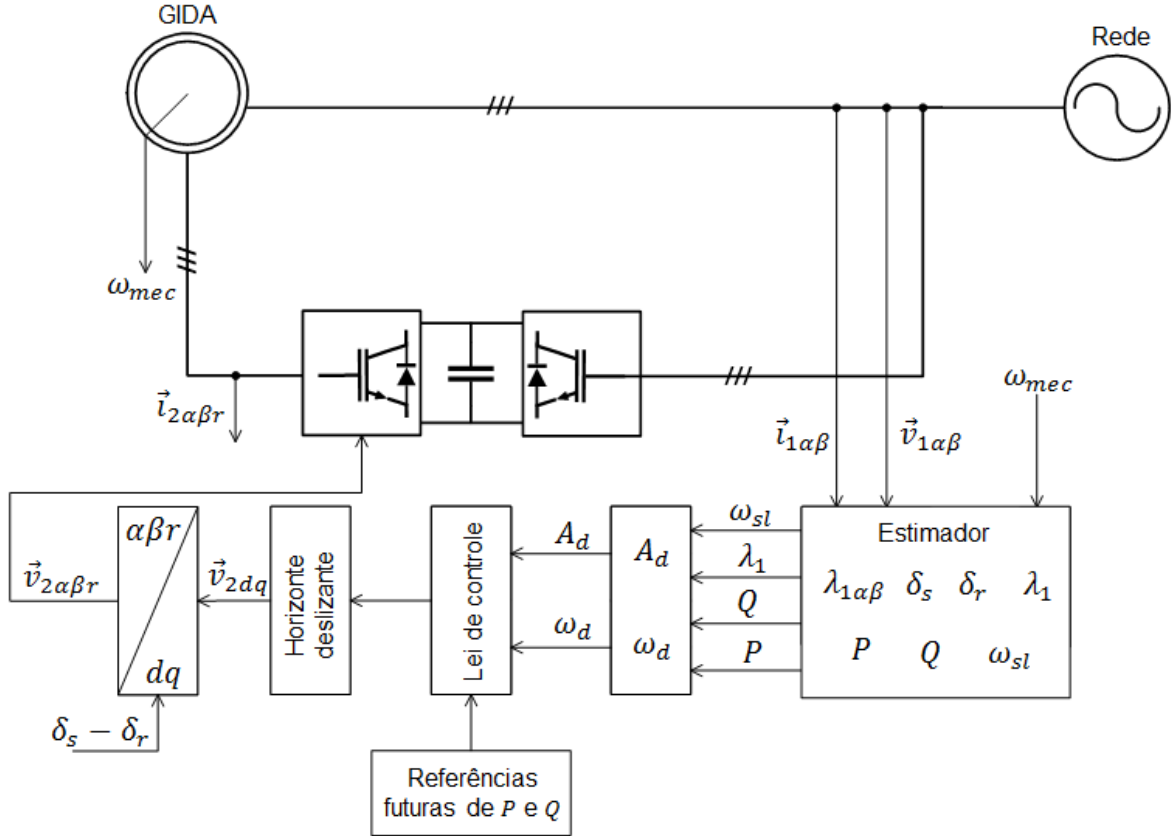 GIDA
Rede
ω_mec
i⃗_2αβr
i⃗_1αβ
v⃗_1αβ
ω_mec
αβr
dq
v⃗_2αβr
v⃗_2dq
δ_s − δ_r
Horizonte
deslizante
Lei de controle
A_d
ω_d
A_d
ω_d
ω_sl
λ_1
Q
P
Estimador
λ_1αβ δ_s δ_r λ_1
P Q ω_sl
Referências
futuras de P e Q